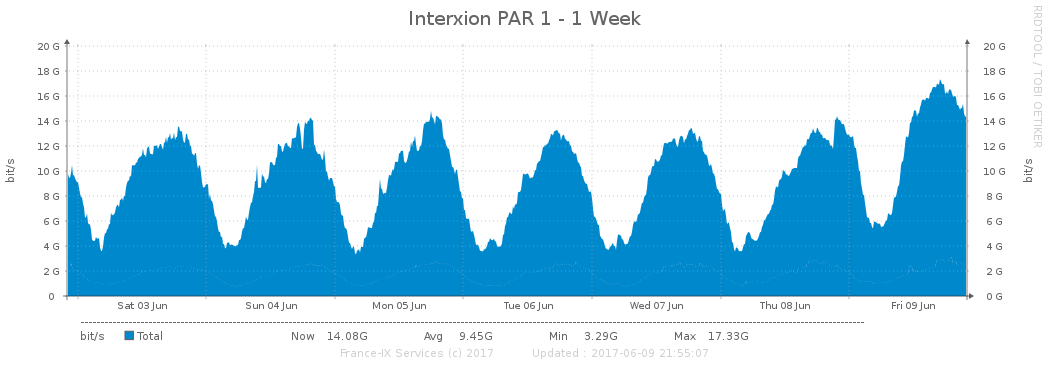 Interxion PAR 1 - 1 Week
RRDTOOL / TOBI OETIKER
20 G 20 G
18 G 18 G
16 G 16 G
14 G 14 G
12 G 12 G
10 G 10 G
8 G 8 G
6 G 6 G
4 G 4 G
2 G 2 G
0 0 G
bit/s bit/s
Sat 03 Jun Sun 04 Jun Mon 05 Jun Tue 06 Jun Wed 07 Jun Thu 08 Jun Fri 09 Jun
bit/s Total Now 14.08G Avg 9.45G Min 3.29G Max 17.33G
France-IX Services (c) 2017 Updated : 2017-06-09 21:55:07